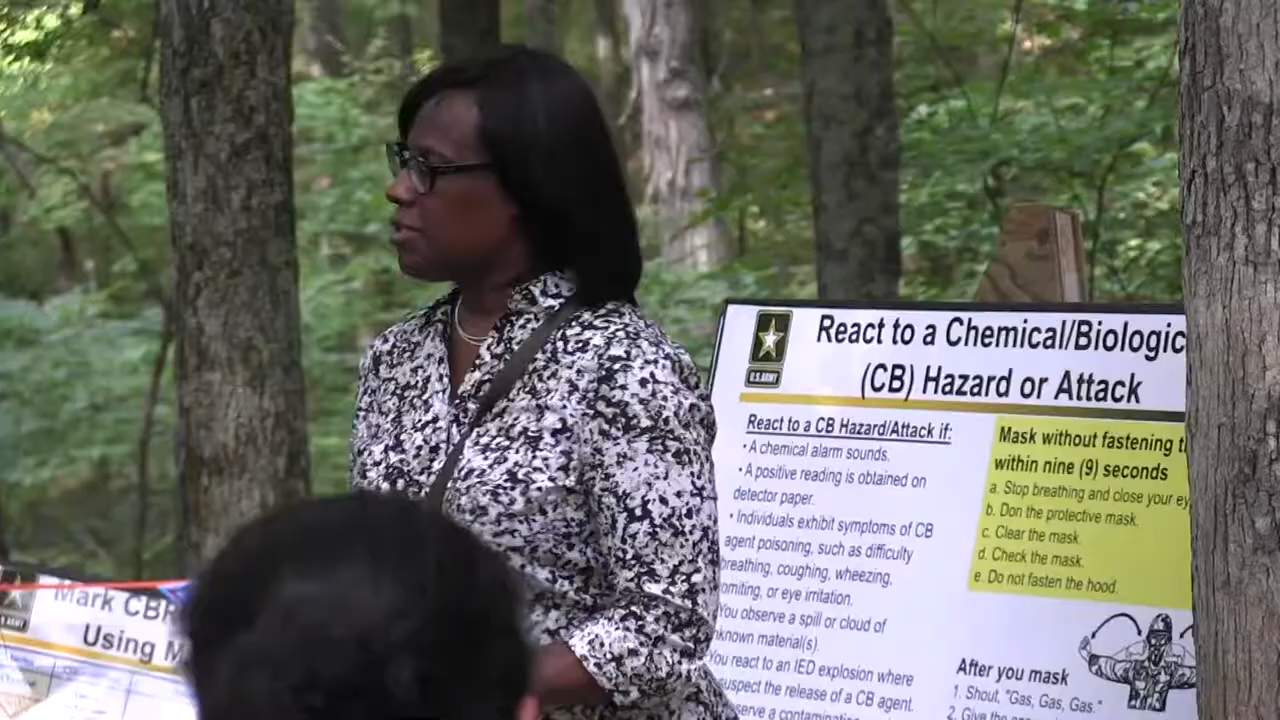 React to a Chemical/Biologic
(CB) Hazard or Attack
U.S. ARMY
React to a CB Hazard/Attack if:
• A chemical alarm sounds.
• A positive reading is obtained on
detector paper.
• Individuals exhibit symptoms of CB
agent poisoning, such as difficulty
breathing, coughing, wheezing,
omiting, or eye irritation.
You observe a spill or cloud of
nknown material(s).
You react to an IED explosion where
suspect the release of a CB agent.
serve a
Mask without fastening t
within nine (9) seconds
a. Stop breathing and close your ey
b. Don the protective mask.
c. Clear the mask.
d. Check the mask.
e. Do not fasten the hood.
After you mask
1. Shout, "Gas, Gas, Gas."
2. Give the
Mark CBR
Using M